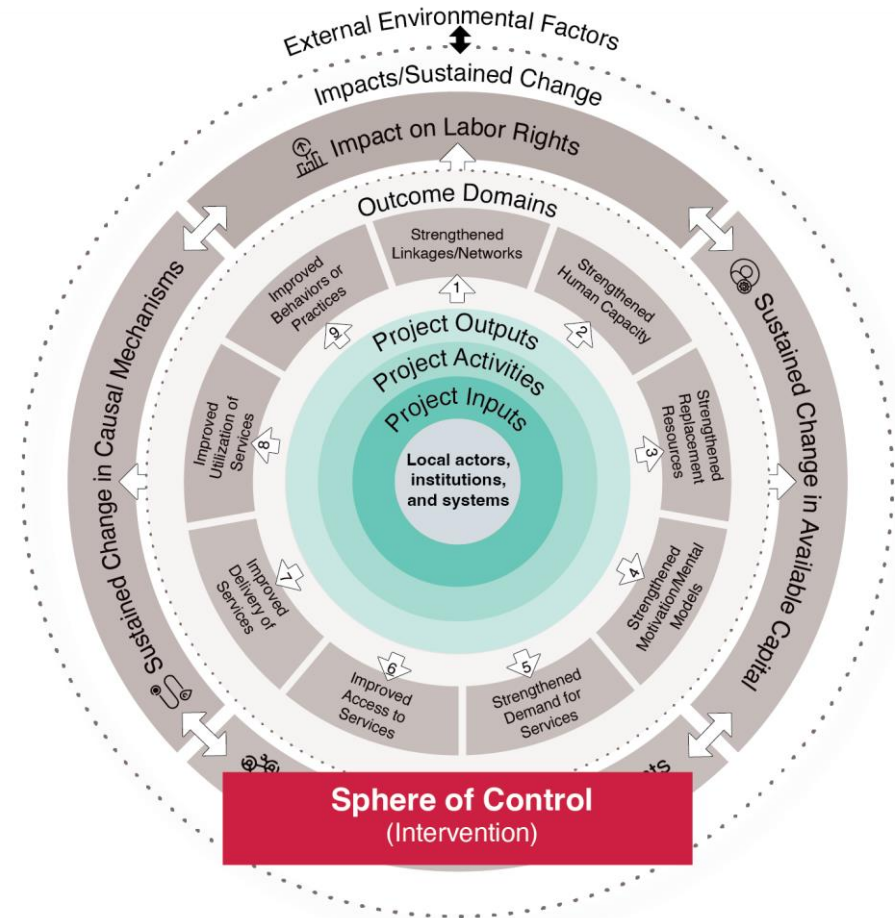 External Environmental Factors
Impacts/Sustained Change
Impact on Labor Rights
Outcome Domains
Strengthened
Linkages/Networks
1
Strengthened
Human Capacity
2
Strengthened
Replacement
Resources
3
Strengthened
Motivation/Mental
Models
4
Strengthened
Demand for
Services
5
Improved
Access to
Services
6
Improved
Delivery of
Services
7
Improved
Utilization of
Services
8
Improved
Behaviors or
Practices
9
Project Outputs
Project Activities
Project Inputs
Local actors,
institutions,
and systems
Sustained Change in Causal Mechanisms
Sustained Change in Available Capital
Sphere of Control
(Intervention)